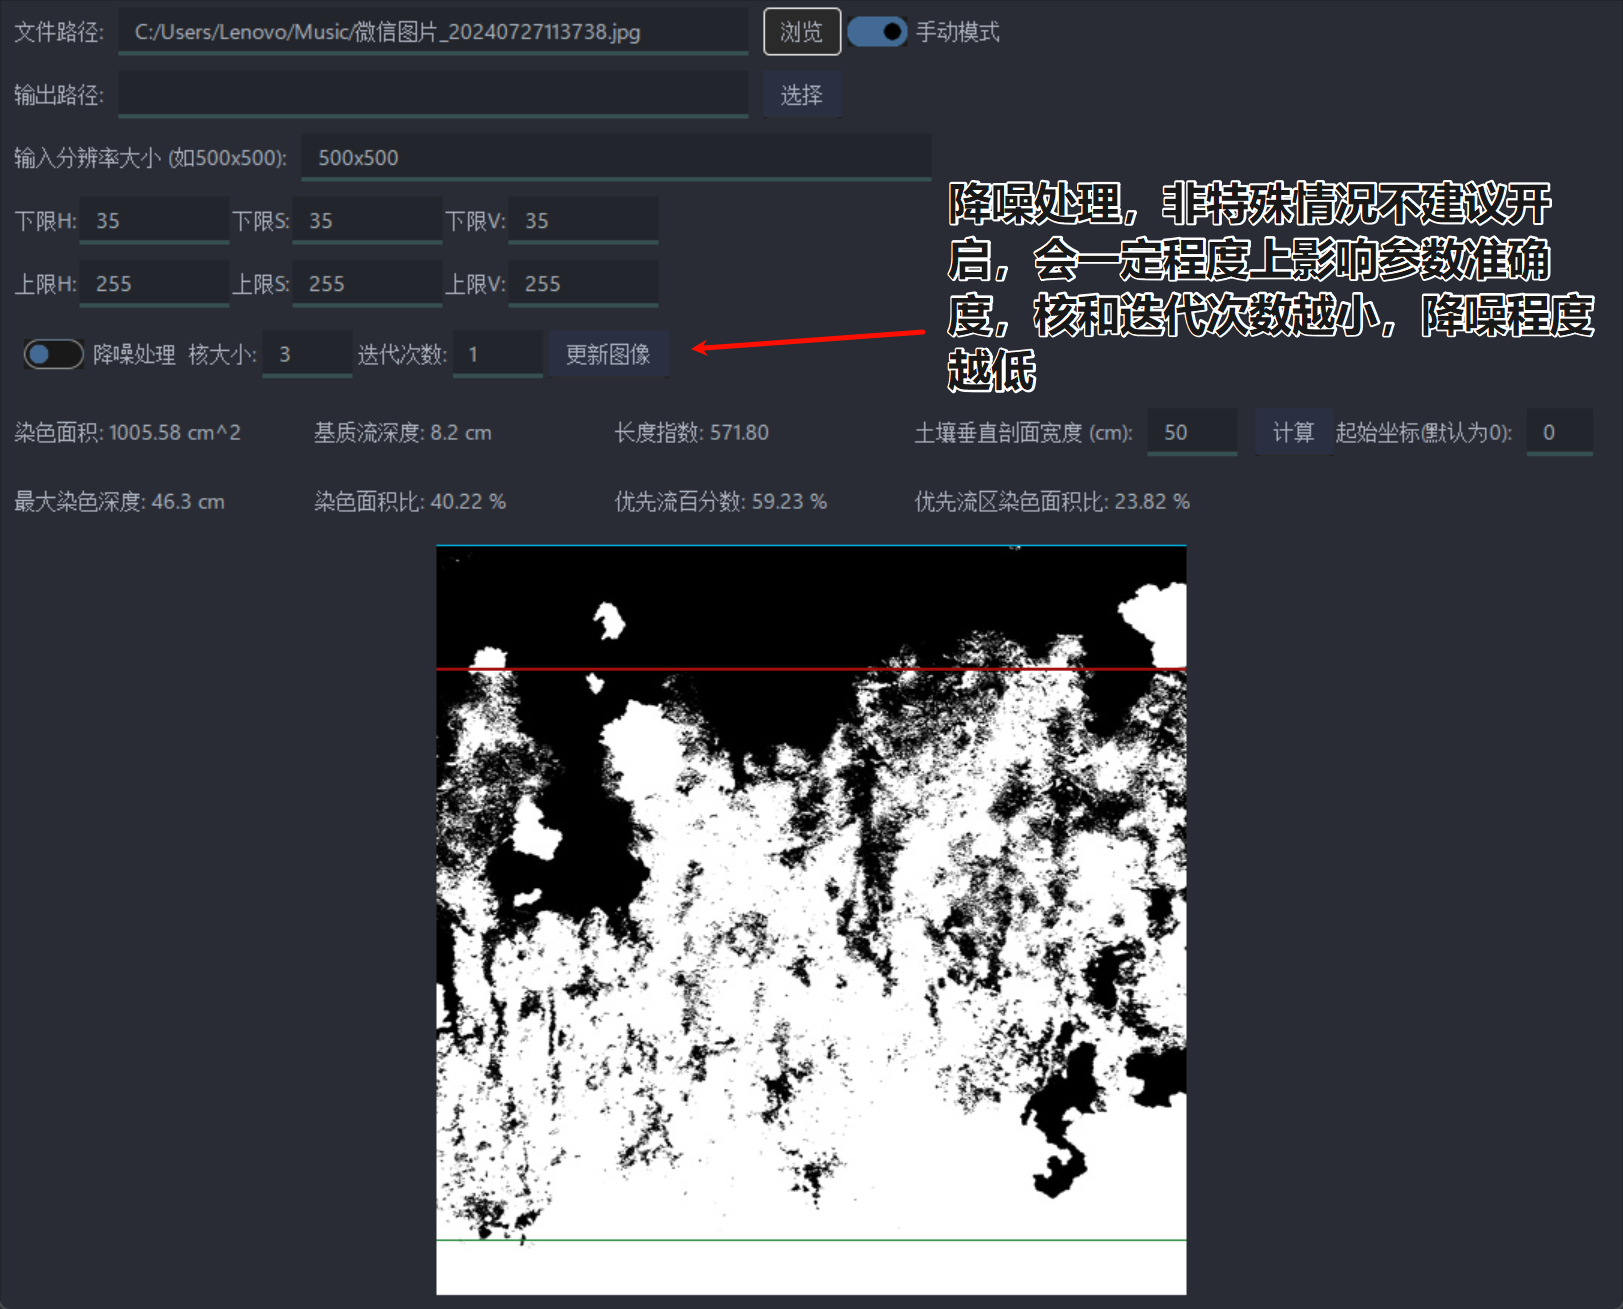 文件路径: C:/Users/Lenovo/Music/微信图片_20240727113738.jpg 浏览 手动模式
输出路径: 选择
输入分辨率大小 (如500x500): 500x500
下限H: 35 下限S: 35 下限V: 35
上限H: 255 上限S: 255 上限V: 255
降噪处理 核大小: 3 迭代次数: 1 更新图像
降噪处理，非特殊情况不建议开
启，会一定程度上影响参数准确
度，核和迭代次数越小，降噪程度
越低
染色面积: 1005.58 cm^2 基质流深度: 8.2 cm 长度指数: 571.80 土壤垂直剖面宽度 (cm): 50 计算 起始坐标(默认为0): 0
最大染色深度: 46.3 cm 染色面积比: 40.22 % 优先流百分数: 59.23 % 优先流区染色面积比: 23.82 %